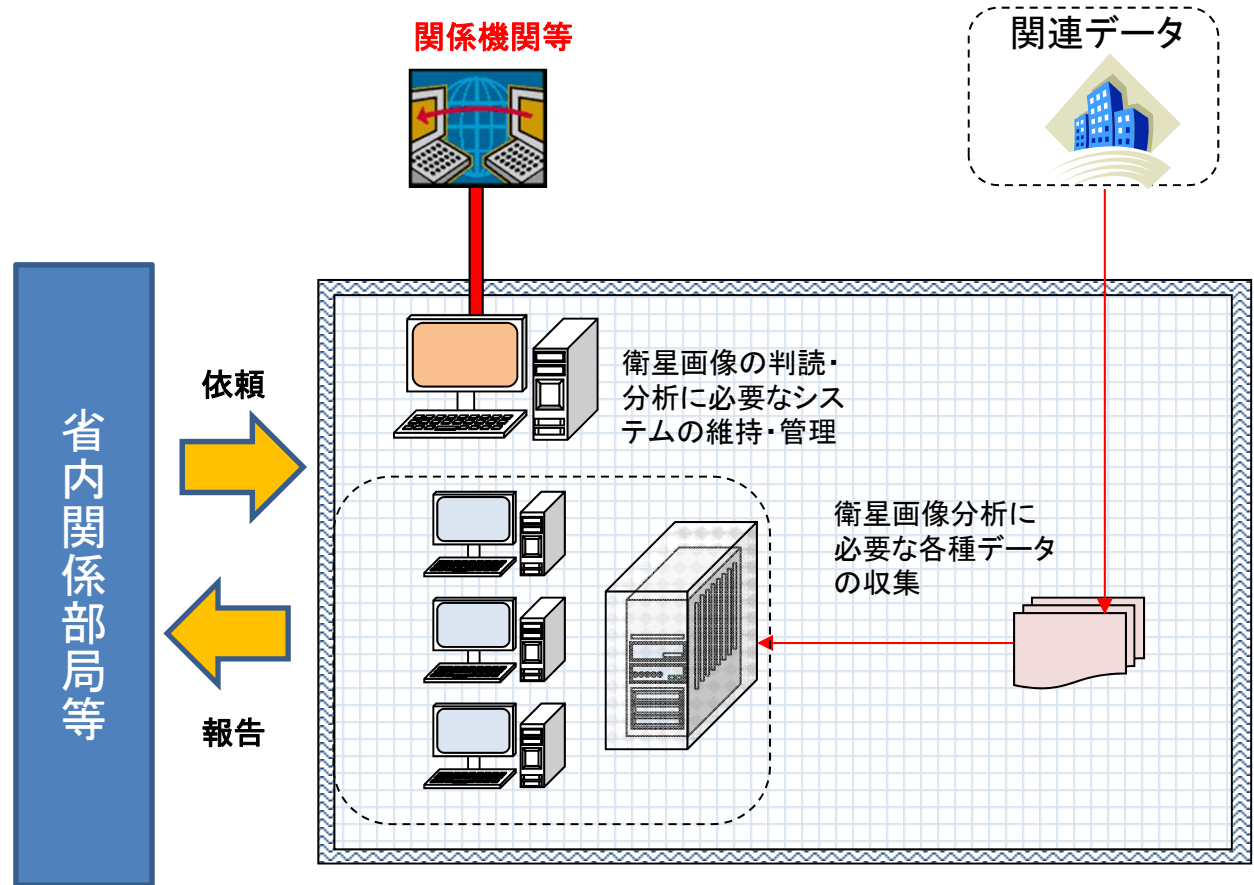 関係機関等
関連データ
依頼
省内関係部局等
報告
衛星画像の判読・
分析に必要なシス
テムの維持・管理
衛星画像分析に
必要な各種データ
の収集